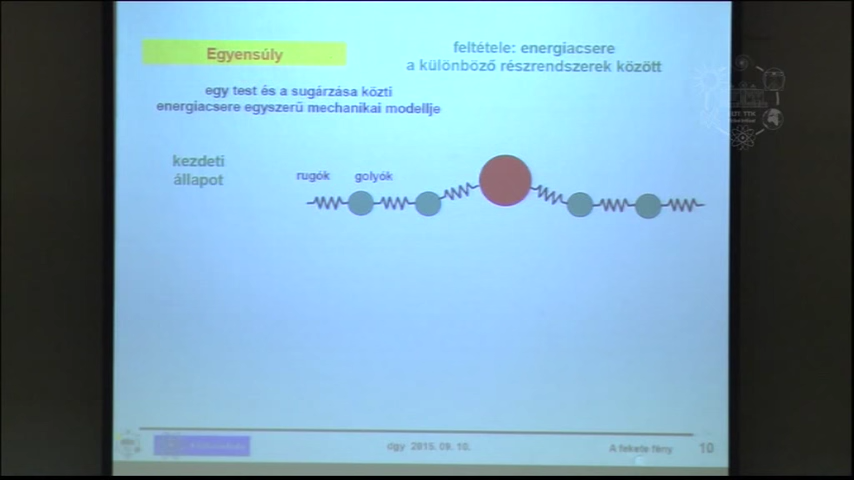 Egyensúly
feltétele: energiacsere
a különböző részrendszerek között
egy test és a sugárzása közti
energiacsere egyszerű mechanikai modellje
kezdeti
állapot
rugók
golyók
dgy 2015. 09. 10.
A fekete fény
10